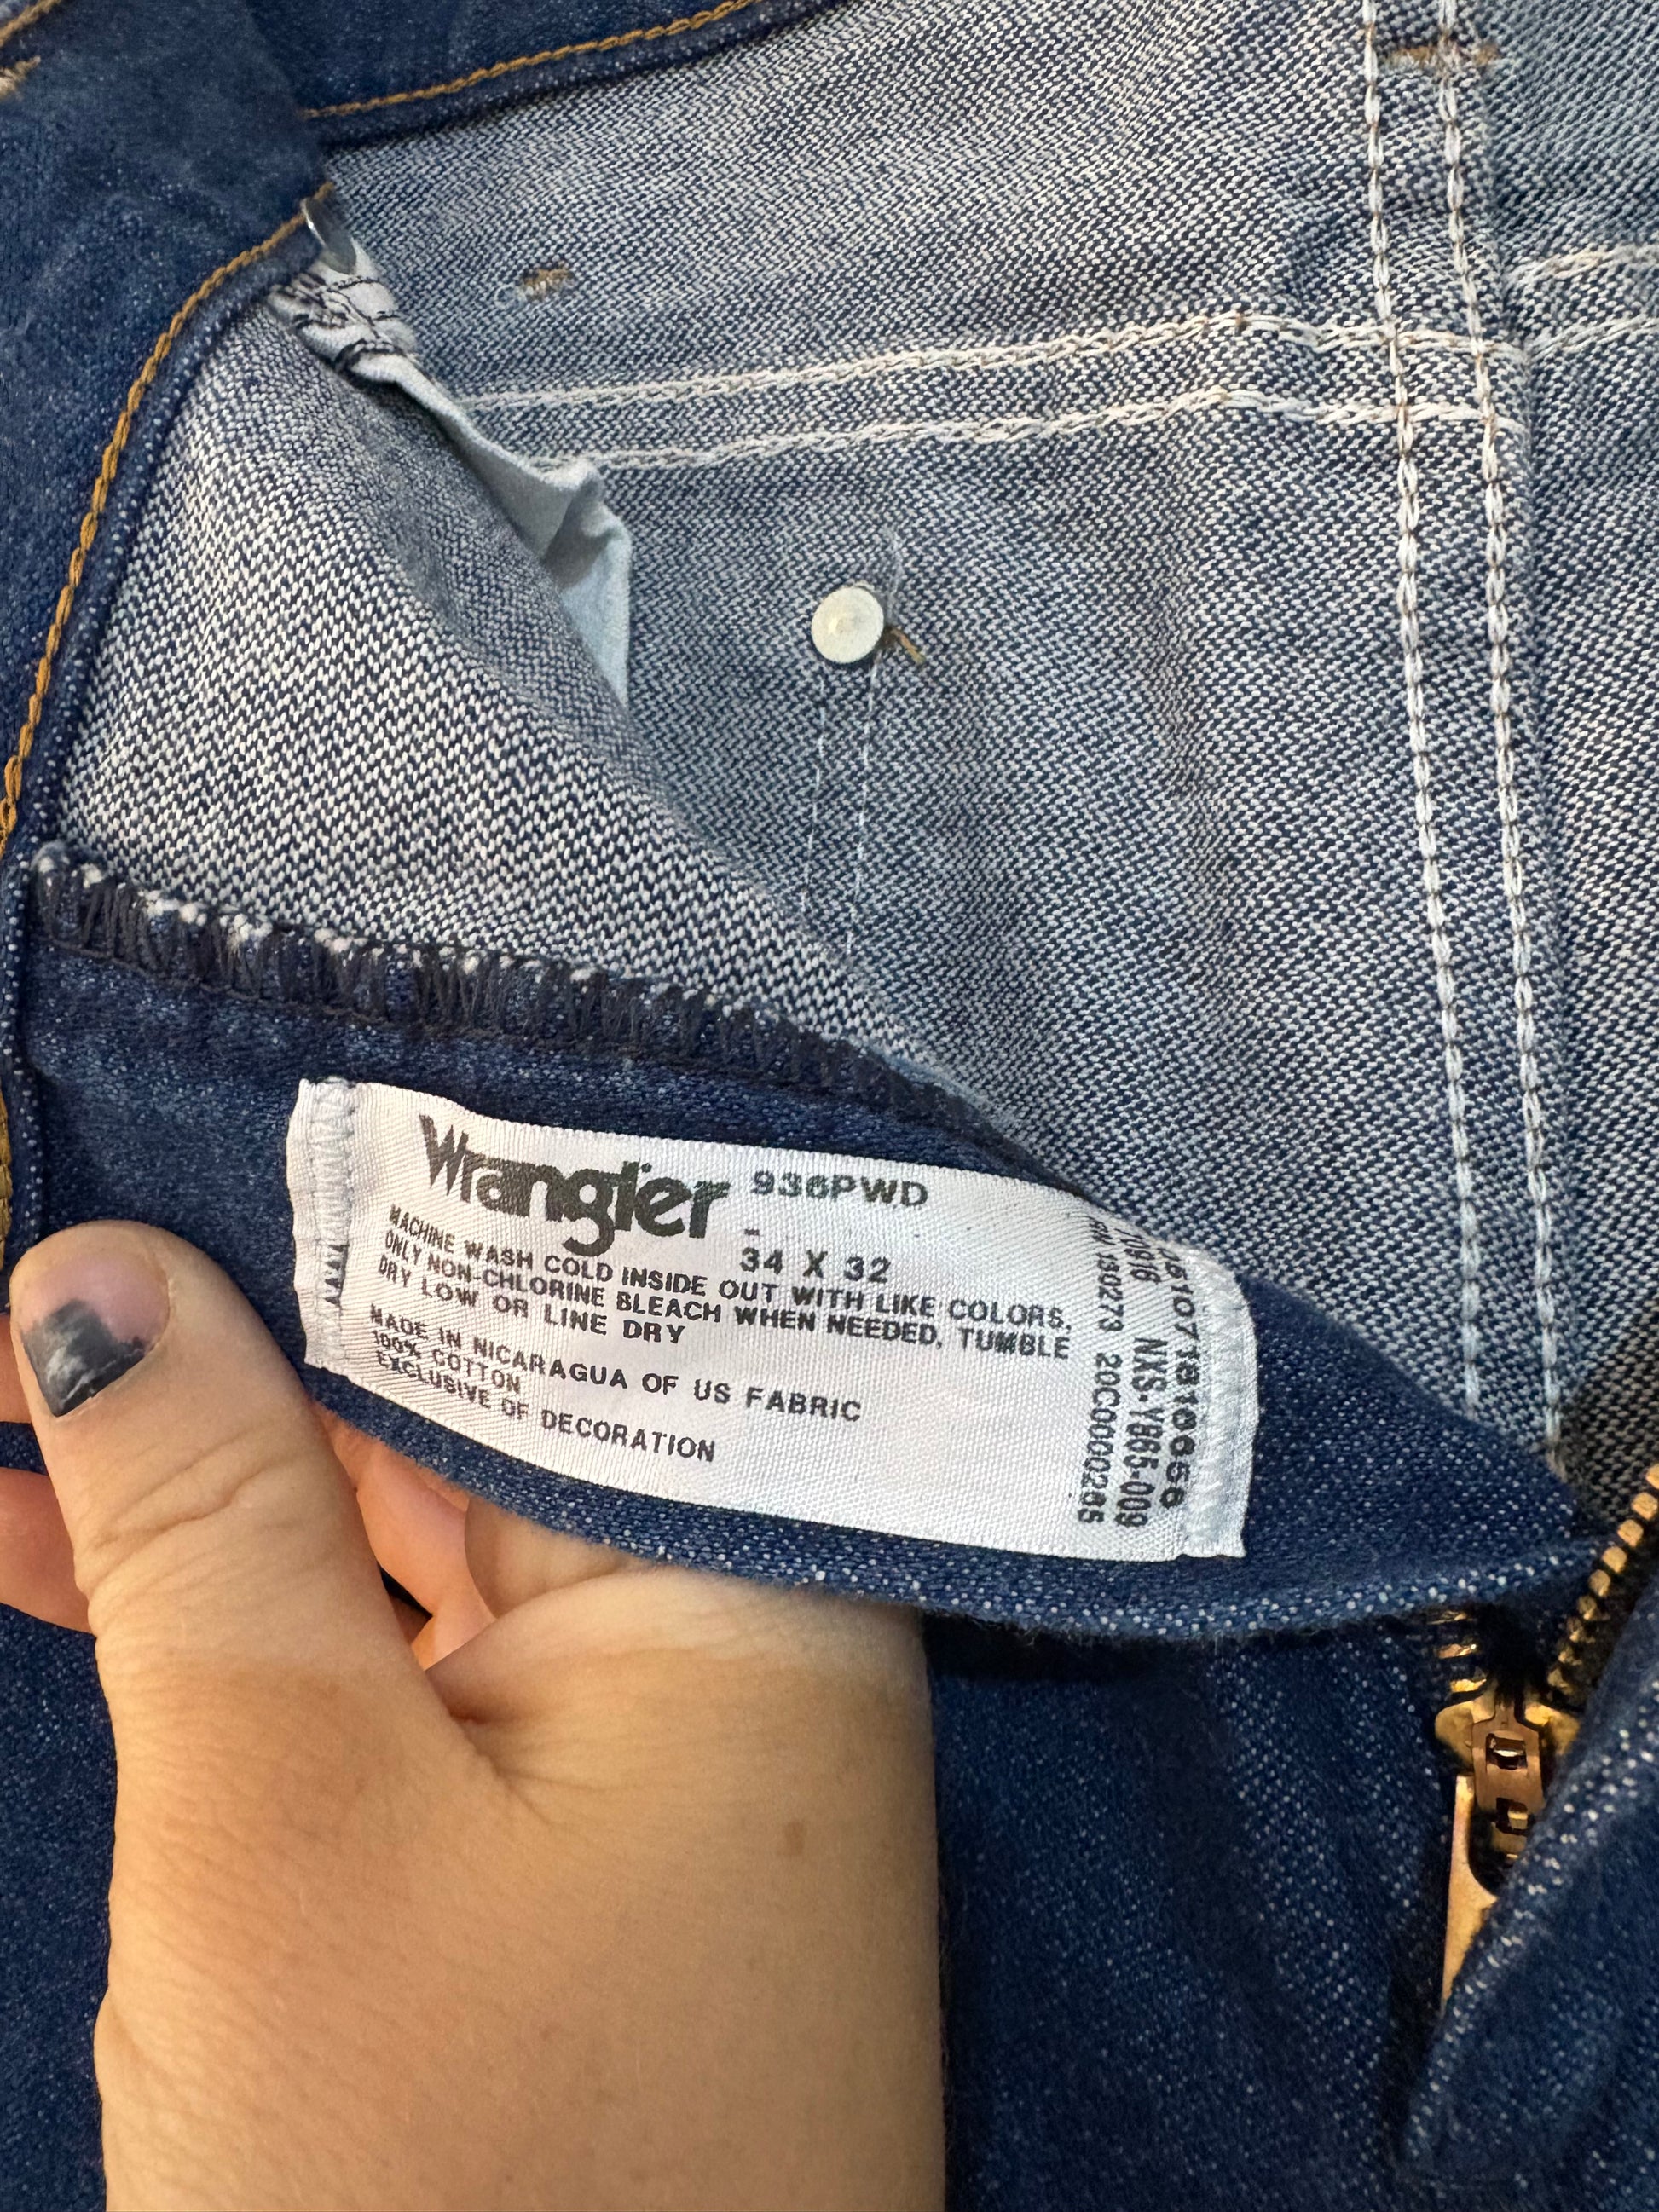 Wrangler 936PWD
34 X 32
MACHINE WASH COLD INSIDE OUT WITH LIKE COLORS.
ONLY NON-CHLORINE BLEACH WHEN NEEDED, TUMBLE
DRY LOW OR LINE DRY
MADE IN NICARAGUA OF US FABRIC
100% COTTON
EXCLUSIVE OF DECORATION
130273 20C0000285
NXS-Y865-009